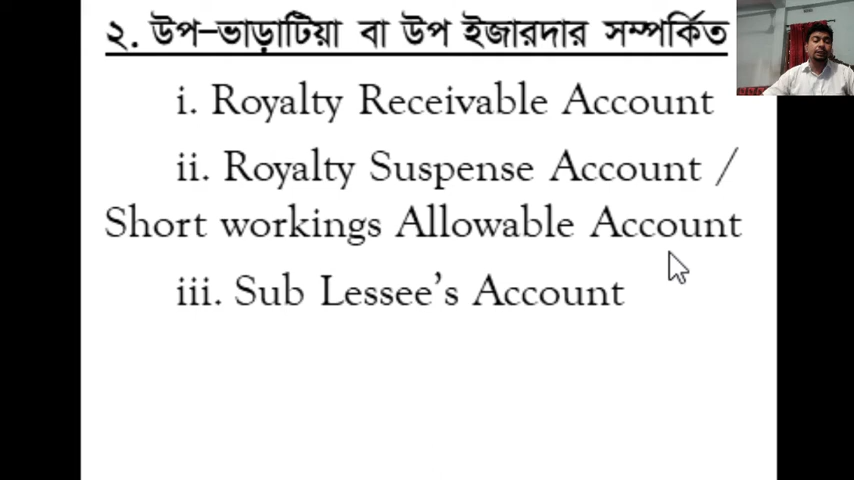 ২. উপ-ভাড়াটিয়া বা উপ ইজারদার সম্পর্কিত
i. Royalty Receivable Account
ii. Royalty Suspense Account /
Short workings Allowable Account
iii. Sub Lessee’s Account